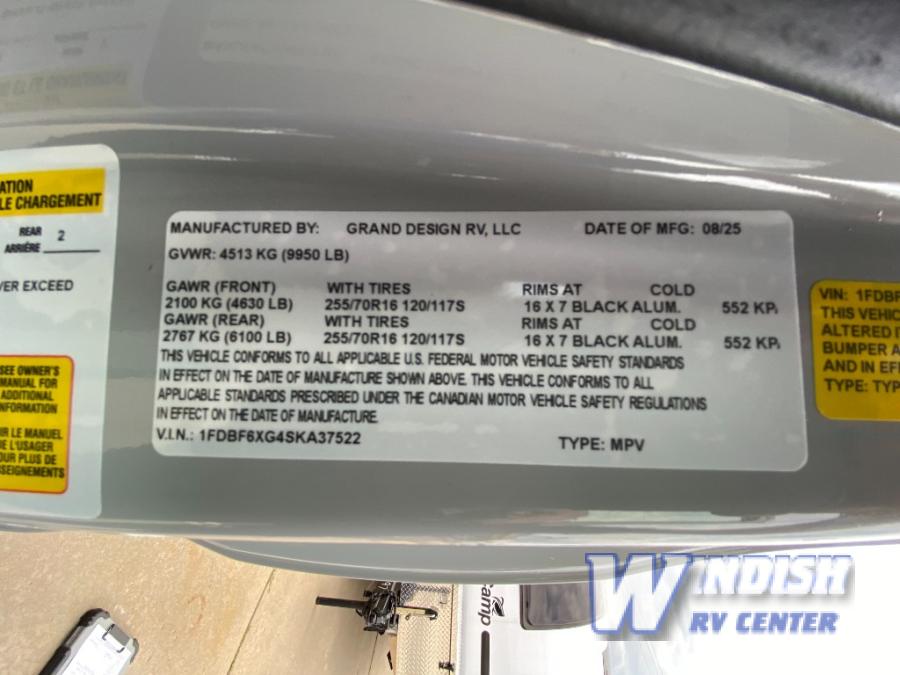 ATION
LE CHARGEMENT
REAR
ARRIÈRE 2
VER EXCEED
SEE OWNER'S
MANUAL FOR
ADDITIONAL
INFORMATION
IR LE MANUEL
DE L'USAGER
OUR PLUS DE
SEIGNEMENTS
MANUFACTURED BY: GRAND DESIGN RV, LLC DATE OF MFG: 08/25
GVWR: 4513 KG (9950 LB)
GAWR (FRONT) WITH TIRES RIMS AT COLD
2100 KG (4630 LB) 255/70R16 120/117S 16 X 7 BLACK ALUM. 552 KPa
GAWR (REAR) WITH TIRES RIMS AT COLD
2767 KG (6100 LB) 255/70R16 120/117S 16 X 7 BLACK ALUM. 552 KPa
THIS VEHICLE CONFORMS TO ALL APPLICABLE U.S. FEDERAL MOTOR VEHICLE SAFETY STANDARDS
IN EFFECT ON THE DATE OF MANUFACTURE SHOWN ABOVE. THIS VEHICLE CONFORMS TO ALL
APPLICABLE STANDARDS PRESCRIBED UNDER THE CANADIAN MOTOR VEHICLE SAFETY REGULATIONS
IN EFFECT ON THE DATE OF MANUFACTURE.
V.I.N.: 1FDBF6XG4SKA37522 TYPE: MPV
VIN: 1FDBF
THIS VEHIC
ALTERED I
BUMPER A
AND IN EF
TYPE: TYP
camp
WINDISH
RV CENTER